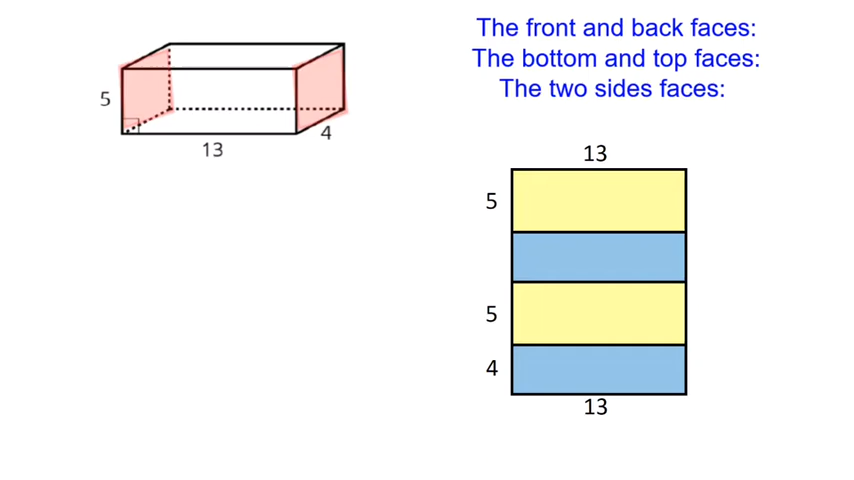 The front and back faces:
The bottom and top faces:
The two sides faces:
5
4
13
13
5
5
4
13